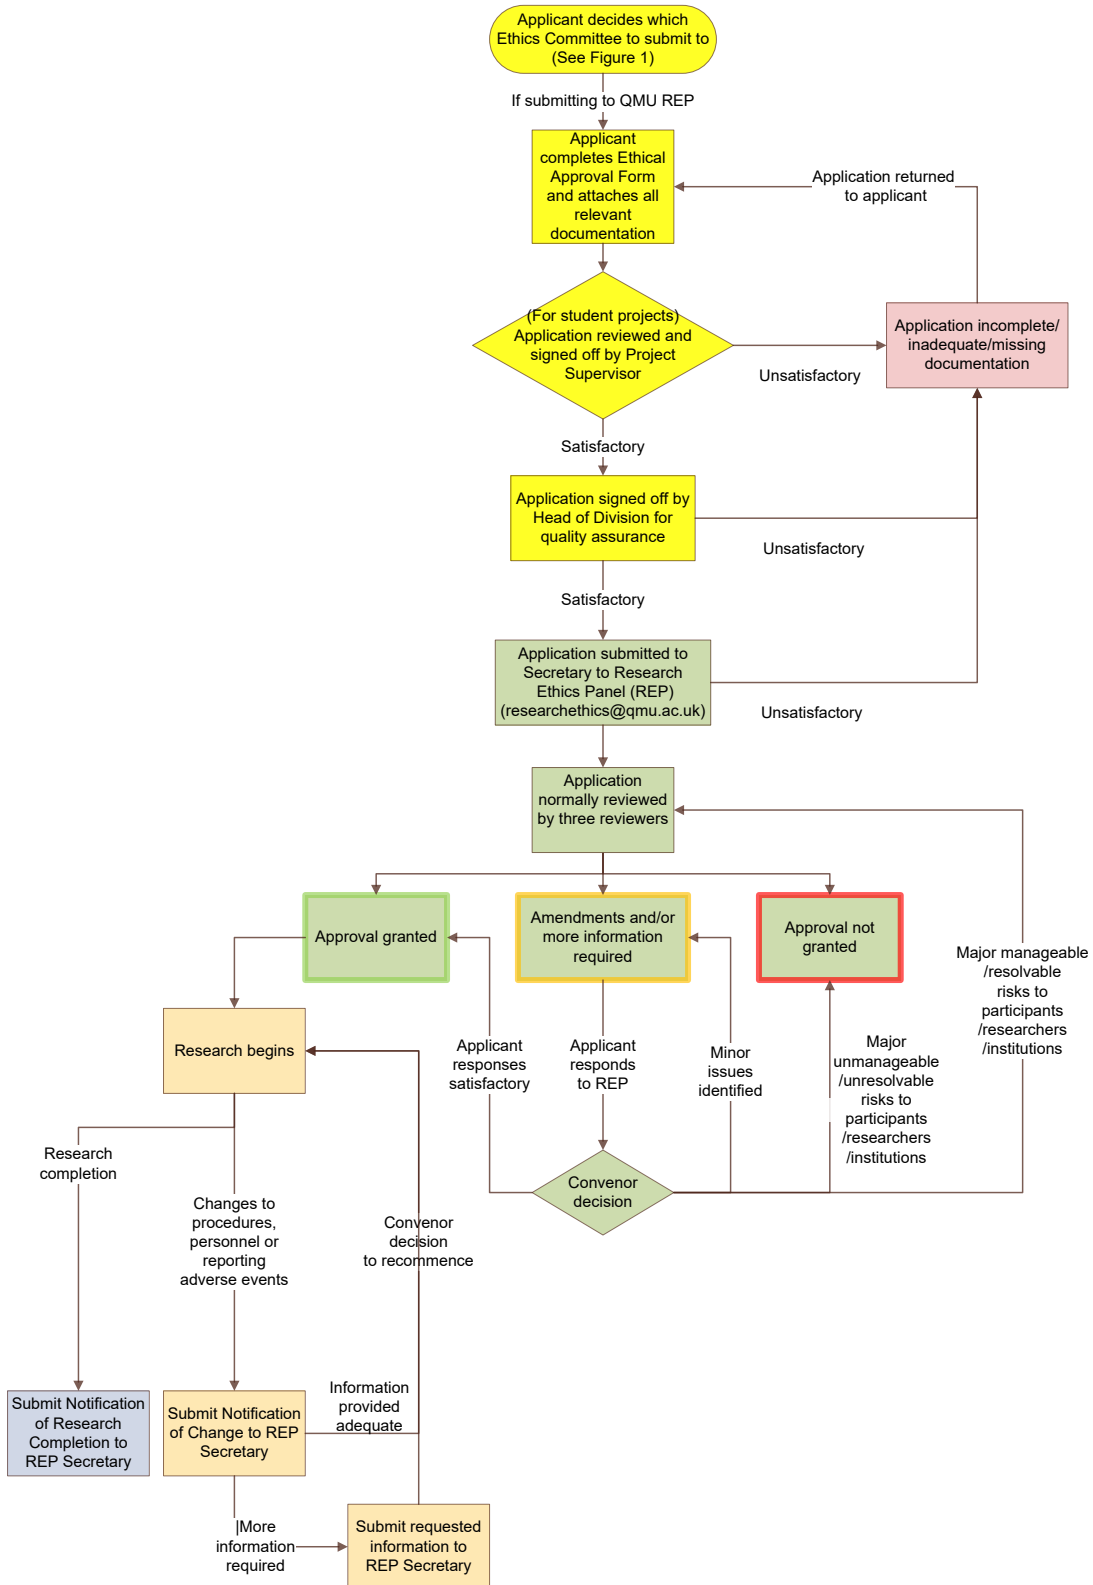 Applicant decides which
Ethics Committee to submit to
(See Figure 1)
If submitting to QMU REP
Applicant
completes Ethical
Approval Form
and attaches all
relevant
documentation
Application returned
to applicant
(For student projects)
Application reviewed and
signed off by Project
Supervisor
Application incomplete/
inadequate/missing
documentation
Unsatisfactory
Satisfactory
Application signed off by
Head of Division for
quality assurance
Unsatisfactory
Satisfactory
Application submitted to
Secretary to Research
Ethics Panel (REP)
(researchethics@qmu.ac.uk)
Unsatisfactory
Application
normally reviewed
by three reviewers
Approval granted
Amendments and/or
more information
required
Approval not
granted
Major manageable
/resolvable
risks to
participants
/researchers
/institutions
Research begins
Applicant
responses
satisfactory
Applicant
responds
to REP
Minor
issues
identified
Major
unmanageable
/unresolvable
risks to
participants
/researchers
/institutions
Research
completion
Convenor
decision
Changes to
procedures,
personnel or
reporting
adverse events
Convenor
decision
to recommence
Information
provided
adequate
Submit Notification
of Research
Completion to
REP Secretary
Submit Notification
of Change to REP
Secretary
|More
information
required
Submit requested
information to
REP Secretary